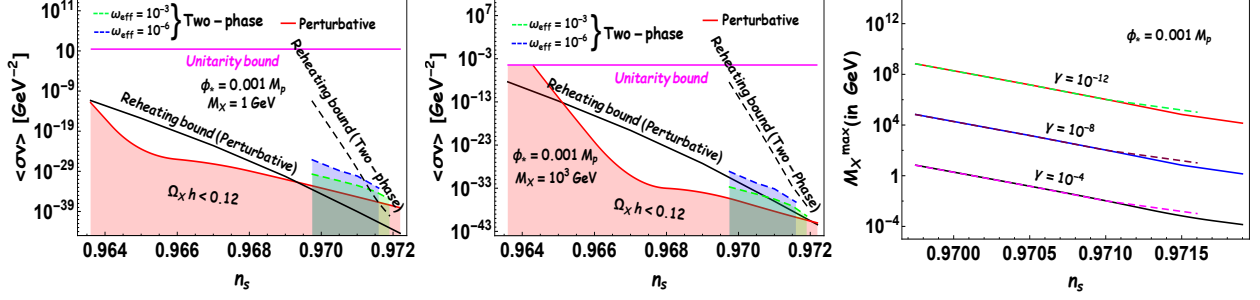 ω_eff = 10^-3
ω_eff = 10^-6
} Two-phase
Perturbative
Unitarity bound
ϕ_* = 0.001 M_p
M_X = 1 GeV
Reheating bound (Perturbative)
Reheating bound (Two-Phase)
Ω_X h < 0.12
<σv> [GeV^-2]
10^11
10
10^-9
10^-19
10^-29
10^-39
0.964 0.966 0.968 0.970 0.972
n_s
ω_eff = 10^-3
ω_eff = 10^-6
} Two-phase
Perturbative
Unitarity bound
Reheating bound (Perturbative)
Reheating bound (Two-Phase)
ϕ_* = 0.001 M_p
M_X = 10^3 GeV
Ω_X h < 0.12
<σv> [GeV^-2]
10^7
10^-3
10^-13
10^-23
10^-33
10^-43
0.964 0.966 0.968 0.970 0.972
n_s
ϕ_* = 0.001 M_p
γ = 10^-12
γ = 10^-8
γ = 10^-4
M_X^max (in GeV)
10^12
10^8
10^4
1
10^-4
0.9700 0.9705 0.9710 0.9715
n_s